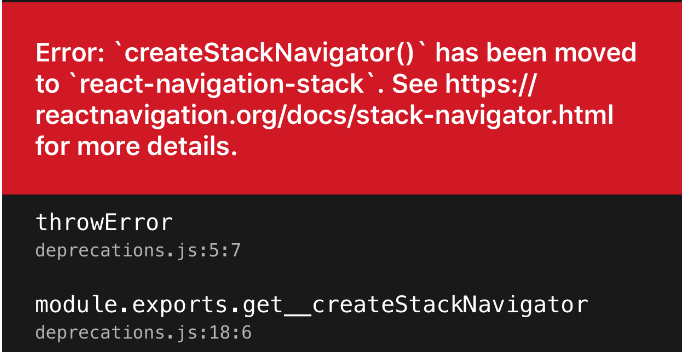 Error: `createStackNavigator()` has been moved
to `react-navigation-stack`. See https://
reactnavigation.org/docs/stack-navigator.html
for more details.
throwError
deprecations.js:5:7
module.exports.get__createStackNavigator
deprecations.js:18:6